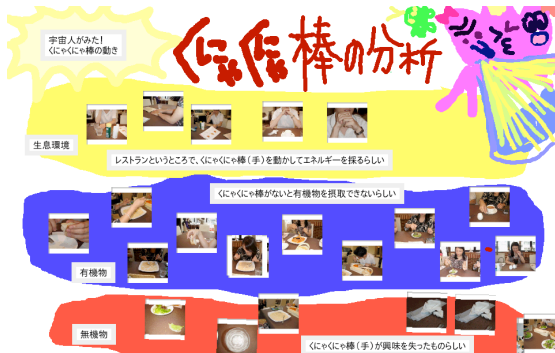 宇宙人がみた！
くにゃくにゃ棒の動き
くにゃくにゃ棒の分析
生息環境
レストランというところで、くにゃくにゃ棒（手）を動かしてエネルギーを採るらしい
くにゃくにゃ棒がないと有機物を摂取できないらしい
有機物
無機物
くにゃくにゃ棒（手）が興味を失ったものらしい